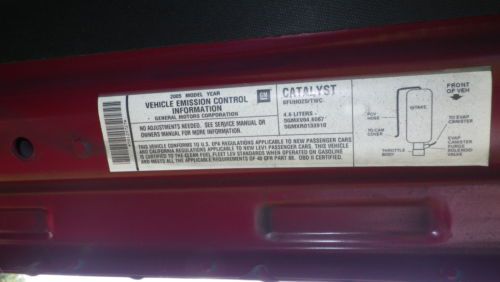 2005 MODEL YEAR
VEHICLE EMISSION CONTROL
INFORMATION
GENERAL MOTORS CORPORATION
NO ADJUSTMENTS NEEDED. SEE SERVICE MANUAL OR
OWNERS MANUAL FOR ADDITIONAL INFORMATION.
GM
CATALYST
4.6 LITERS -
THIS VEHICLE CONFORMS TO U.S. EPA REGULATIONS APPLICABLE TO NEW PASSENGER CARS
AND CALIFORNIA REGULATIONS APPLICABLE TO NEW LEV1 PASSENGER CARS. THIS VEHICLE
IS CERTIFIED TO THE CLEAN FUEL FLEET LEV STANDARDS WHEN OPERATED ON GASOLINE
AND MEETS ALL THE APPLICABLE REQUIREMENTS OF 40 CFR PART 88. OBD II CERTIFIED.
FRONT
OF VEH
PCV
HOSE
INTAKE
TO CAM
COVER
THROTTLE
BODY
TO EVAP
CANISTER
EVAP
CANISTER
PURGE
SOLENOID
VALVE